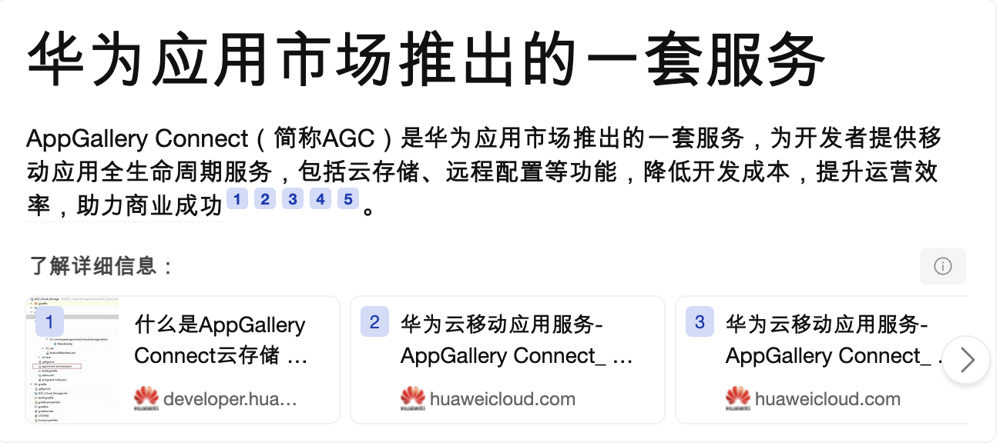 华为应用市场推出的一套服务
AppGallery Connect（简称AGC）是华为应用市场推出的一套服务，为开发者提供移
动应用全生命周期服务，包括云存储、远程配置等功能，降低开发成本，提升运营效
率，助力商业成功 1 2 3 4 5 。
了解详细信息：
1
什么是AppGallery
Connect云存储 ...
developer.hua...
2
华为云移动应用服务-
AppGallery Connect_ ...
huaweicloud.com
3
华为云移动应用服务-
AppGallery Connect_ .
huaweicloud.com